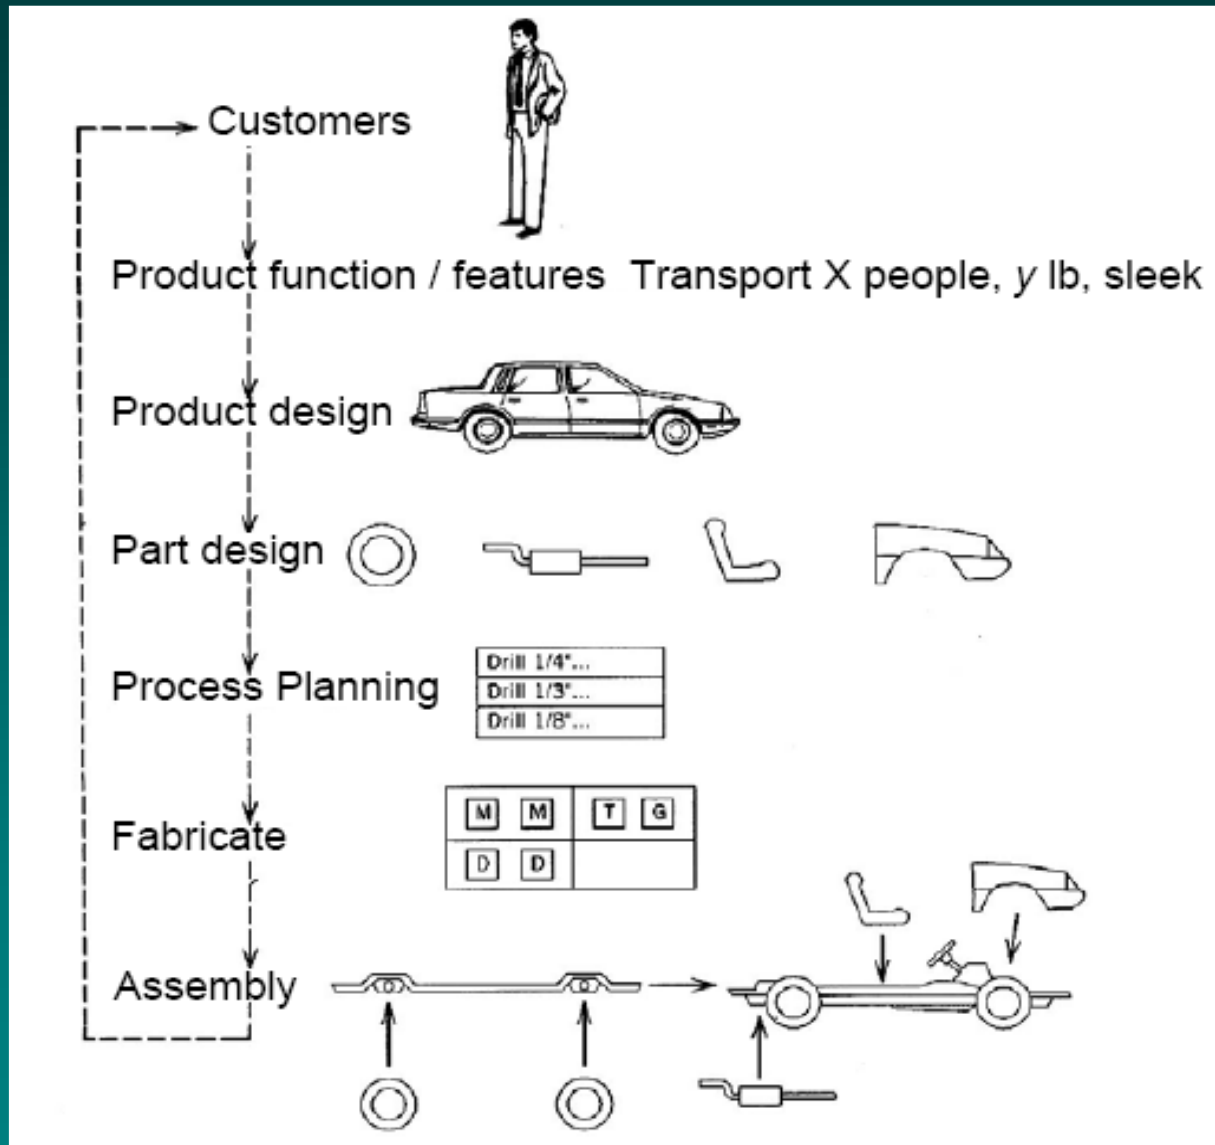 Customers
Product function / features Transport X people, y lb, sleek
Product design
Part design
Process Planning
Drill 1/4"...
Drill 1/3"...
Drill 1/8"...
Fabricate
M M T G
D D
Assembly